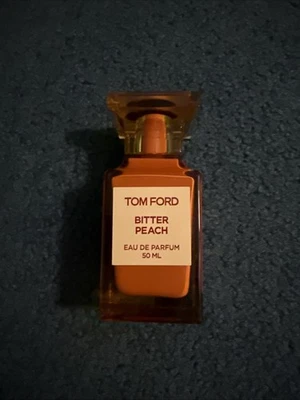 TOM FORD
BITTER
PEACH
EAU DE PARFUM
50 ML